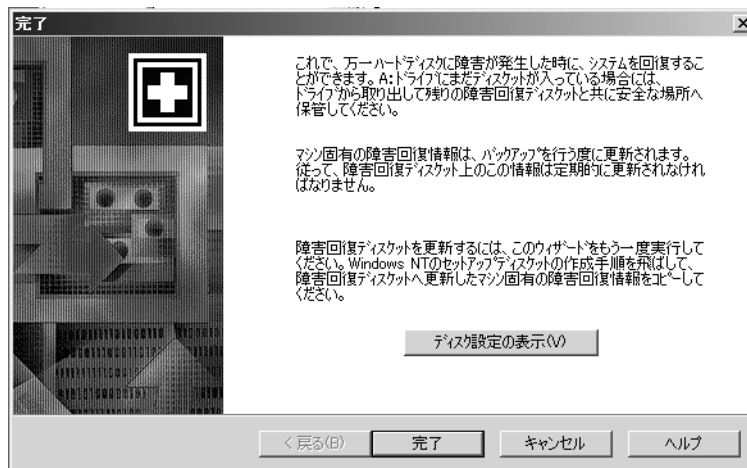 完了
これで、万一ハードディスクに障害が発生した時に、システムを回復するこ
とができます。A:ドライブにまだディスケットが入っている場合には、
ドライブから取り出して残りの障害回復ディスケットと共に安全な場所へ
保管してください。
マシン固有の障害回復情報は、バックアップを行う度に更新されます。
従って、障害回復ディスケット上のこの情報は定期的に更新されなけれ
ばなりません。
障害回復ディスケットを更新するには、このウィザードをもう一度実行して
ください。Windows NTのセットアップディスケットの作成手順を飛ばして、
障害回復ディスケットへ更新したマシン固有の障害回復情報をコピーして
ください。
ディスク設定の表示(V)
< 戻る(B)
完了
キャンセル
ヘルプ